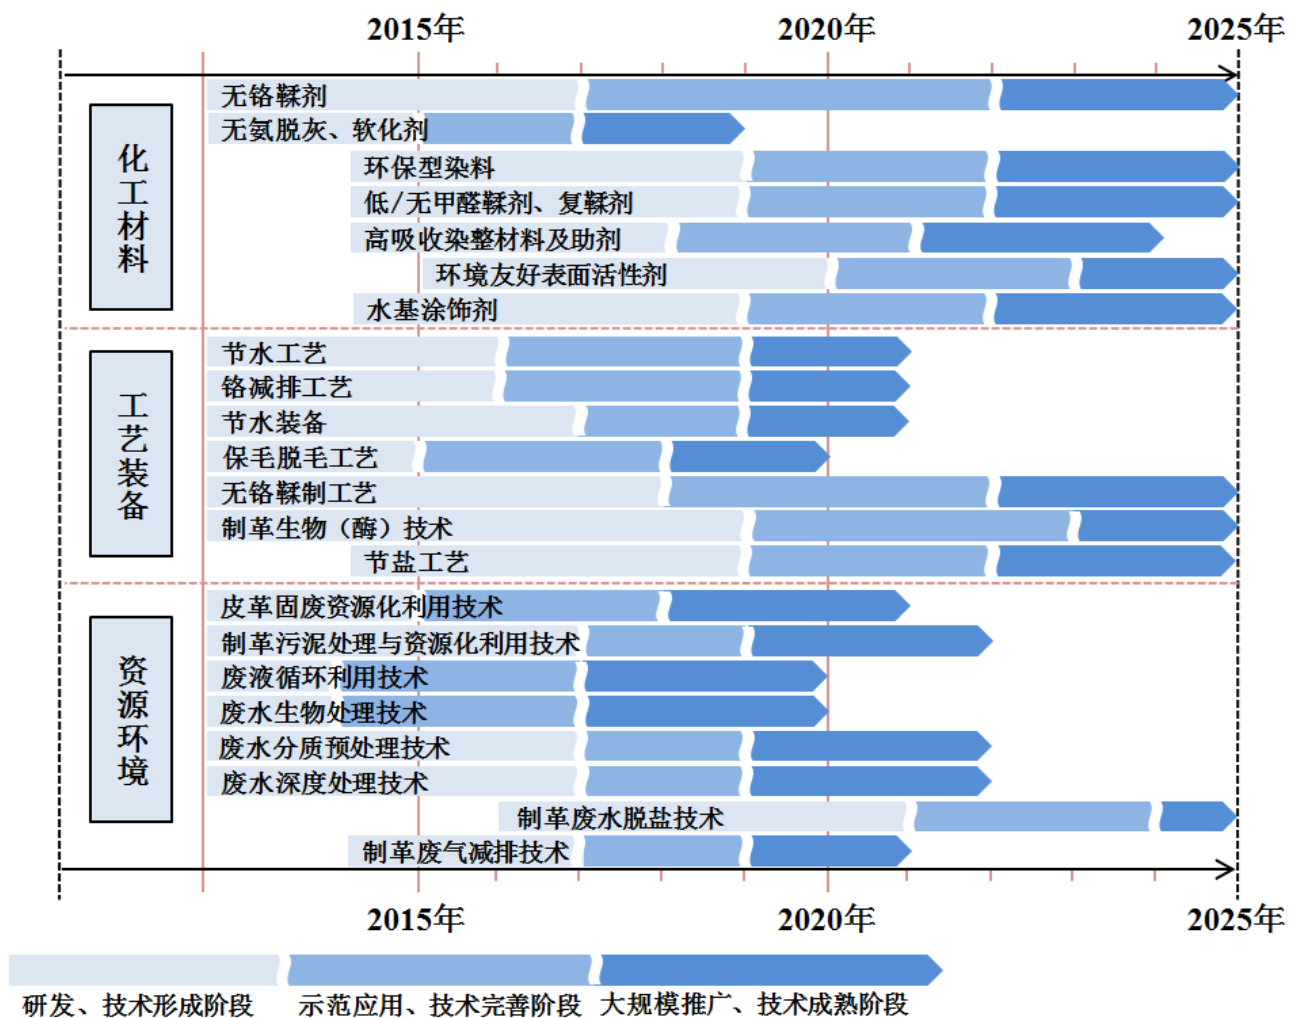 2015年 2020年 2025年
化工材料
无铬鞣剂
无氨脱灰、软化剂
环保型染料
低/无甲醛鞣剂、复鞣剂
高吸收染整材料及助剂
环境友好表面活性剂
水基涂饰剂
工艺装备
节水工艺
铬减排工艺
节水装备
保毛脱毛工艺
无铬鞣制工艺
制革生物（酶）技术
节盐工艺
资源环境
皮革固废资源化利用技术
制革污泥处理与资源化利用技术
废液循环利用技术
废水生物处理技术
废水分质预处理技术
废水深度处理技术
制革废水脱盐技术
制革废气减排技术
2015年 2020年 2025年
研发、技术形成阶段 示范应用、技术完善阶段 大规模推广、技术成熟阶段